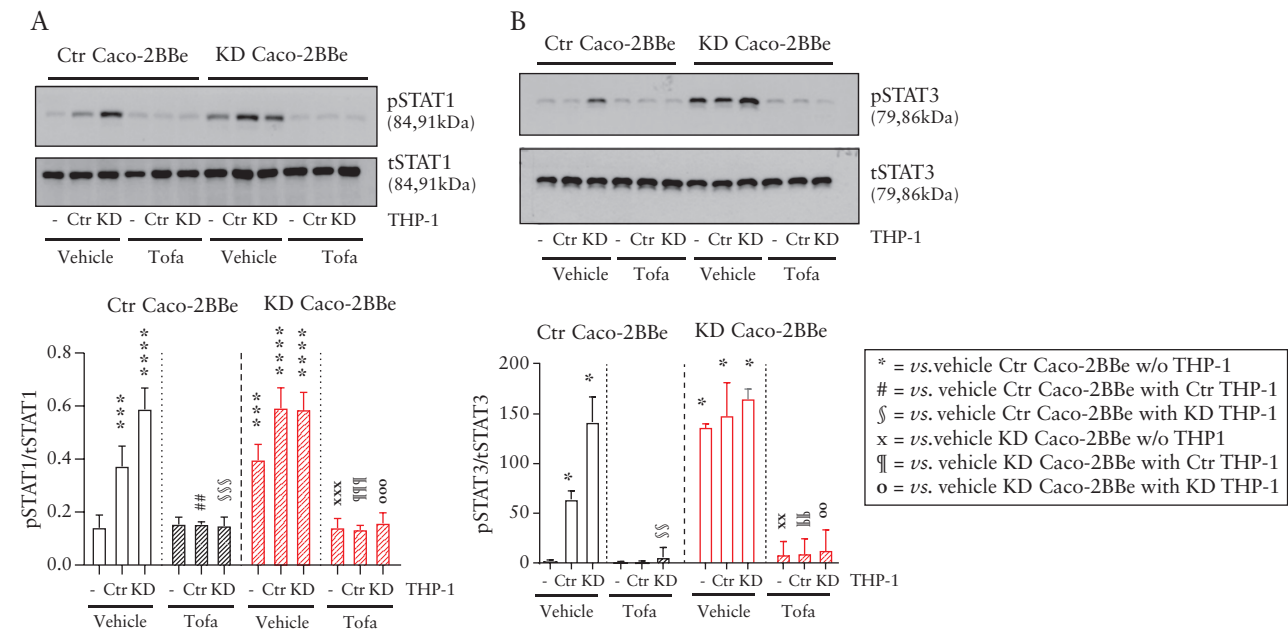 A
Ctr Caco-2BBe KD Caco-2BBe
pSTAT1
(84,91kDa)
tSTAT1
(84,91kDa)
- Ctr KD - Ctr KD - Ctr KD - Ctr KD THP-1
Vehicle Tofa Vehicle Tofa
Ctr Caco-2BBe KD Caco-2BBe
pSTAT1/tSTAT1
0.8
0.6
0.4
0.2
0.0
*** **** *** **** ****
## §§§ xxx ¶¶¶ ooo
- Ctr KD - Ctr KD - Ctr KD - Ctr KD THP-1
Vehicle Tofa Vehicle Tofa
B
Ctr Caco-2BBe KD Caco-2BBe
pSTAT3
(79,86kDa)
tSTAT3
(79,86kDa)
- Ctr KD - Ctr KD - Ctr KD - Ctr KD THP-1
Vehicle Tofa Vehicle Tofa
Ctr Caco-2BBe KD Caco-2BBe
pSTAT3/tSTAT3
200
150
100
50
0
* * * * *
§§ xx ¶¶ oo
- Ctr KD - Ctr KD - Ctr KD - Ctr KD THP-1
Vehicle Tofa Vehicle Tofa
* = vs.vehicle Ctr Caco-2BBe w/o THP-1
# = vs. vehicle Ctr Caco-2BBe with Ctr THP-1
§ = vs. vehicle Ctr Caco-2BBe with KD THP-1
x = vs.vehicle KD Caco-2BBe w/o THP1
¶ = vs. vehicle KD Caco-2BBe with Ctr THP-1
o = vs. vehicle KD Caco-2BBe with KD THP-1